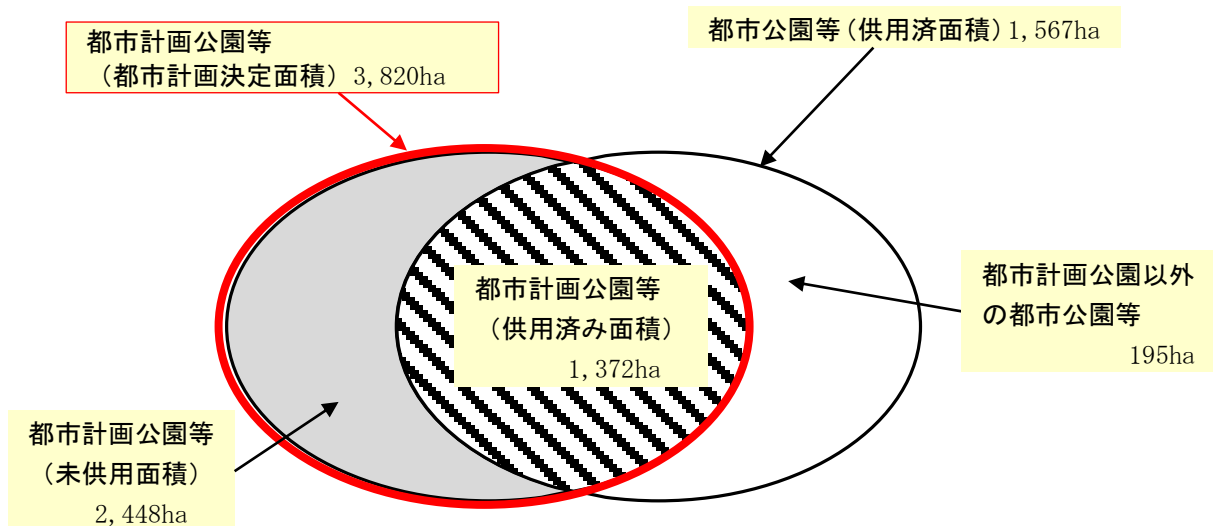 都市計画公園等
（都市計画決定面積）3,820ha
都市公園等（供用済面積）1,567ha
都市計画公園等
（供用済み面積）
1,372ha
都市計画公園以外
の都市公園等
195ha
都市計画公園等
（未供用面積）
2,448ha